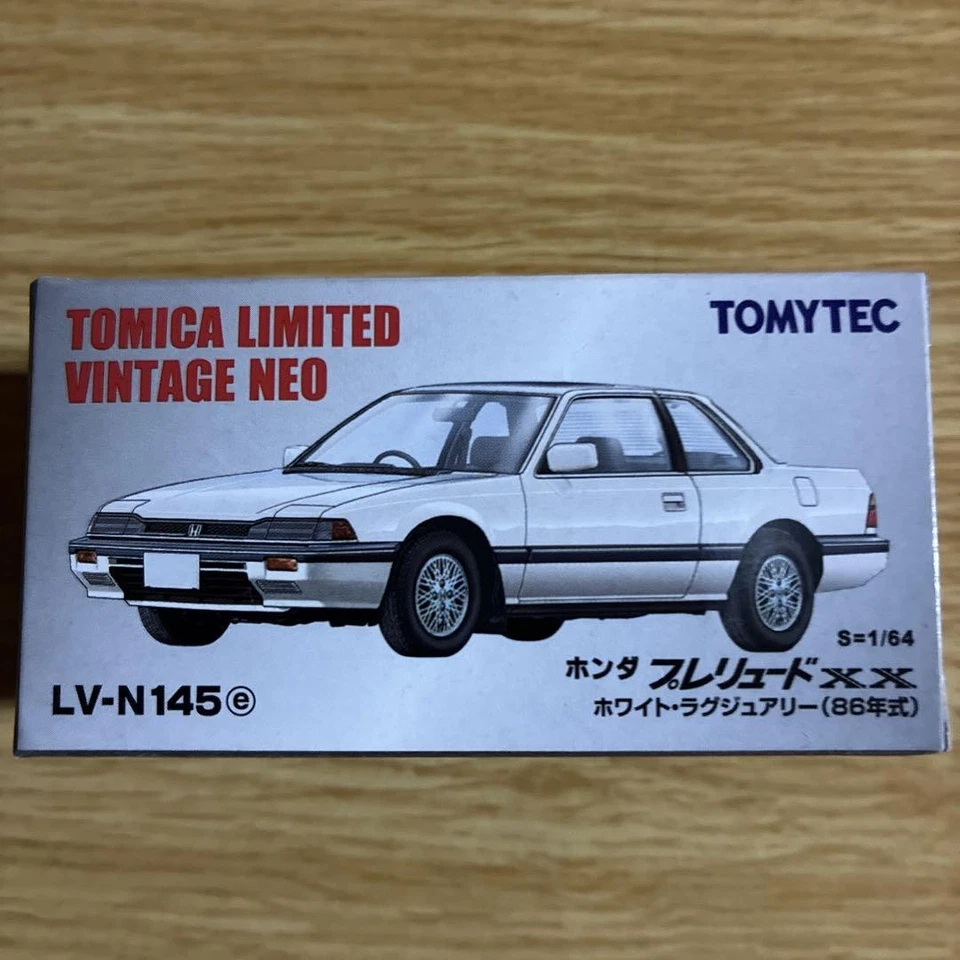 TOMICA LIMITED
VINTAGE NEO
TOMYTEC
S=1/64
LV-N145ⓔ
ホンダ プレリュードXX
ホワイト・ラグジュアリー(86年式)